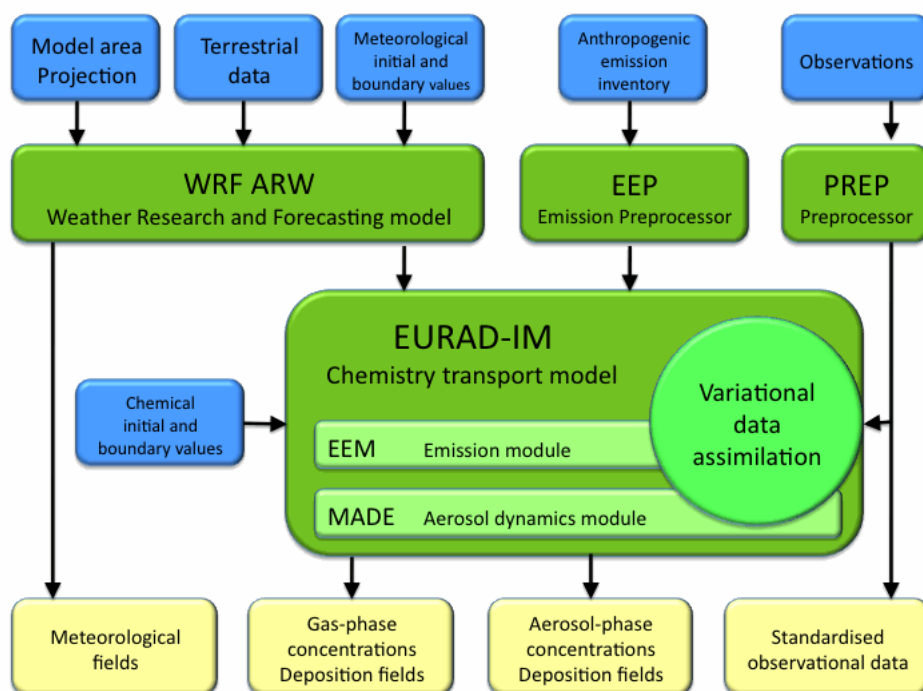 Model area
Projection
Terrestrial
data
Meteorological
initial and
boundary values
Anthropogenic
emission
inventory
Observations
WRF ARW
Weather Research and Forecasting model
EEP
Emission Preprocessor
PREP
Preprocessor
EURAD-IM
Chemistry transport model
Variational
data
assimilation
Chemical
initial and
boundary values
EEM Emission module
MADE Aerosol dynamics module
Meteorological
fields
Gas-phase
concentrations
Deposition fields
Aerosol-phase
concentrations
Deposition fields
Standardised
observational data